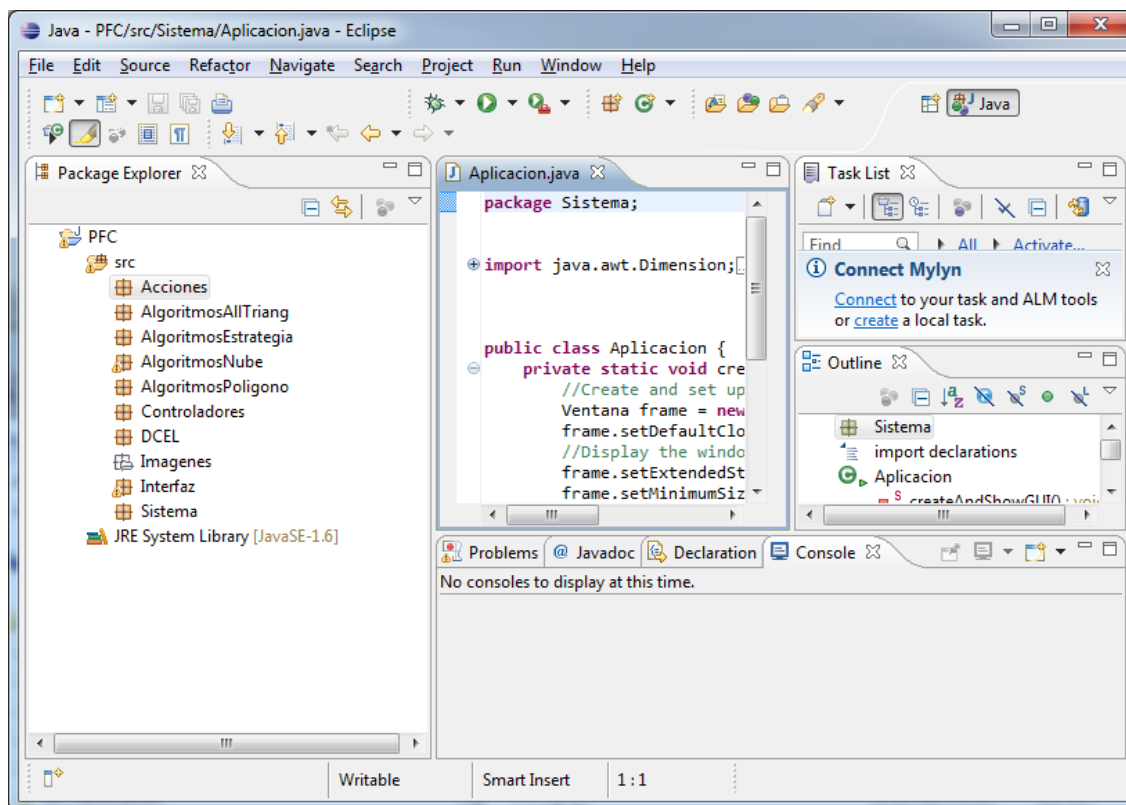 Java - PFC/src/Sistema/Aplicacion.java - Eclipse
File Edit Source Refactor Navigate Search Project Run Window Help
Java
Package Explorer
PFC
src
Acciones
AlgoritmosAllTriang
AlgoritmosEstrategia
AlgoritmosNube
AlgoritmosPoligono
Controladores
DCEL
Imagenes
Interfaz
Sistema
JRE System Library [JavaSE-1.6]
Aplicacion.java
package Sistema;
import java.awt.Dimension;
public class Aplicacion {
private static void cre
//Create and set up
Ventana frame = new
frame.setDefaultClo
//Display the windo
frame.setExtendedSt
frame.setMinimumSiz
Task List
Find All Activate...
Connect Mylyn
Connect to your task and ALM tools
or create a local task.
Outline
Sistema
import declarations
Aplicacion
createAndShowGUI() : void
Problems Javadoc Declaration Console
No consoles to display at this time.
Writable Smart Insert 1:1